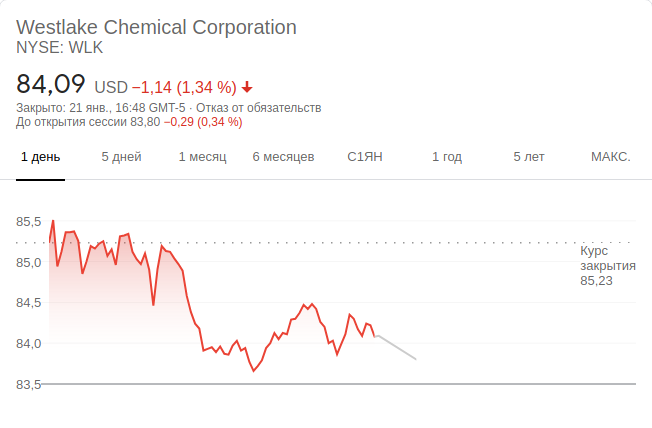 Westlake Chemical Corporation
NYSE: WLK
84,09 USD −1,14 (1,34 %)
Закрыто: 21 янв., 16:48 GMT-5 · Отказ от обязательств
До открытия сессии 83,80 −0,29 (0,34 %)
1 день 5 дней 1 месяц 6 месяцев С1ЯН 1 год 5 лет МАКС.
85,5
85,0
84,5
84,0
83,5
Курс
закрытия
85,23